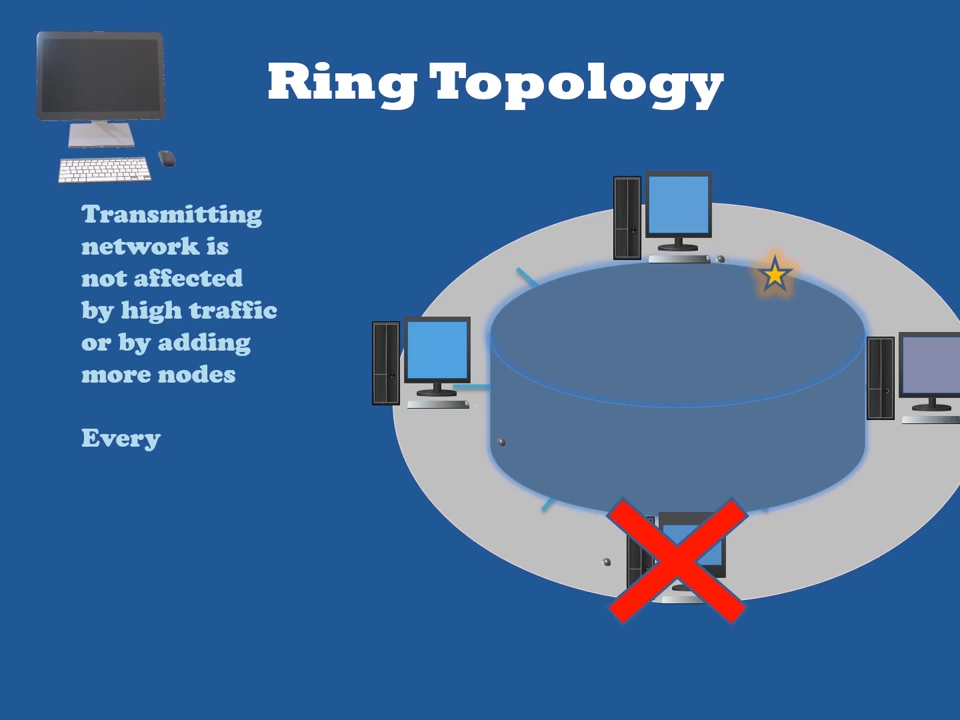 Ring Topology
Transmitting
network is
not affected
by high traffic
or by adding
more nodes
Every